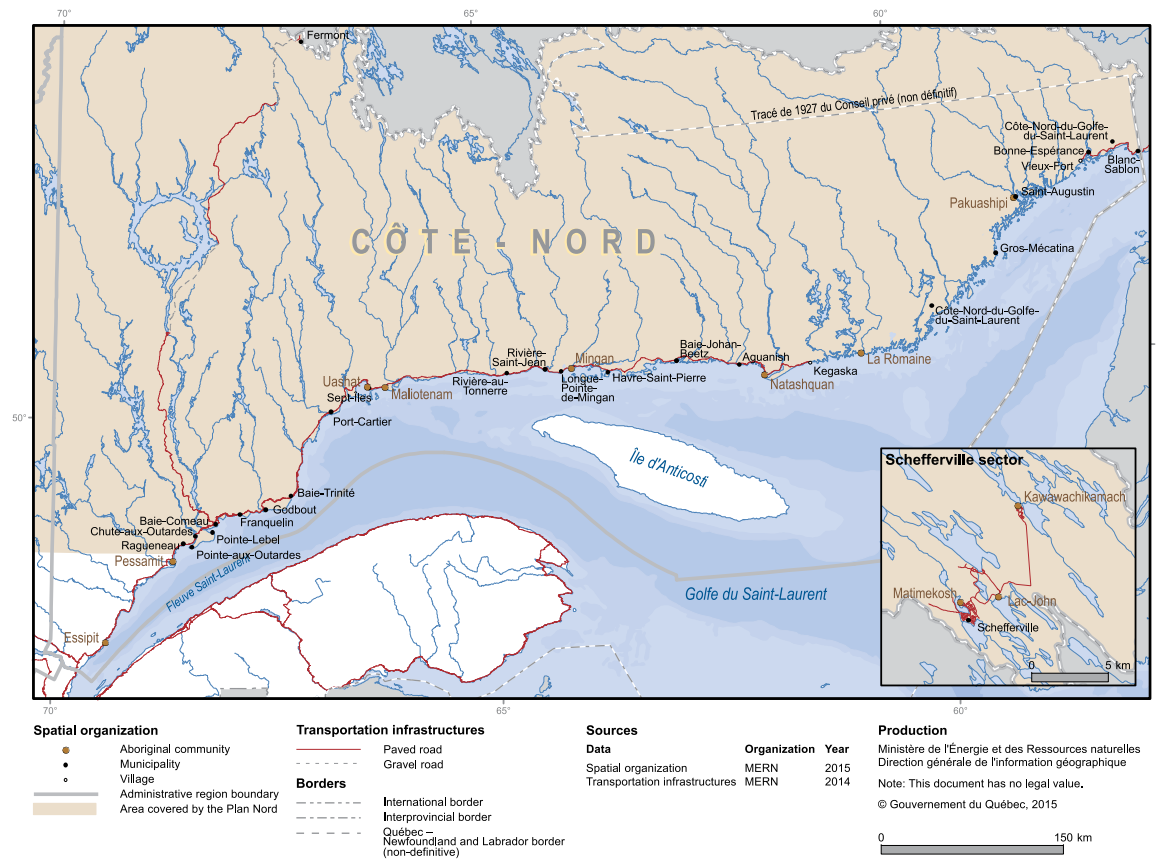 70°
65°
60°
Fermont
Tracé de 1927 du Conseil privé (non définitif)
Côte-Nord-du-Golfe-
du-Saint-Laurent
Bonne-Espérance
Vieux-Fort
Blanc-
Sablon
Saint-Augustin
Pakuashipi
CÔTE - NORD
Gros-Mécatina
Côte-Nord-du-Golfe-
du-Saint-Laurent
Rivière-
Saint-Jean
Mingan
Baie-Johan-
Beetz
Aguanish
La Romaine
Kegaska
Natashquan
Uashat
Sept-Îles
Maliotenam
Rivière-au-
Tonnerre
Longue-
Pointe-
de-Mingan
Havre-Saint-Pierre
50°
Port-Cartier
Île d'Anticosti
Schefferville sector
Kawawachikamach
Matimekosh
Lac-John
Schefferville
0
5 km
Baie-Trinité
Godbout
Franquelin
Baie-Comeau
Chute-aux-Outardes
Pointe-Lebel
Ragueneau
Pointe-aux-Outardes
Pessamit
Fleuve Saint-Laurent
Golfe du Saint-Laurent
Essipit
70°
65°
60°
Spatial organization
Aboriginal community
Municipality
Village
Administrative region boundary
Area covered by the Plan Nord
Transportation infrastructures
Paved road
Gravel road
Borders
International border
Interprovincial border
Québec –
Newfoundland and Labrador border
(non-definitive)
Sources
Data Organization Year
Spatial organization MERN 2015
Transportation infrastructures MERN 2014
Production
Ministère de l'Énergie et des Ressources naturelles
Direction générale de l'information géographique
Note: This document has no legal value.
© Gouvernement du Québec, 2015
0
150 km